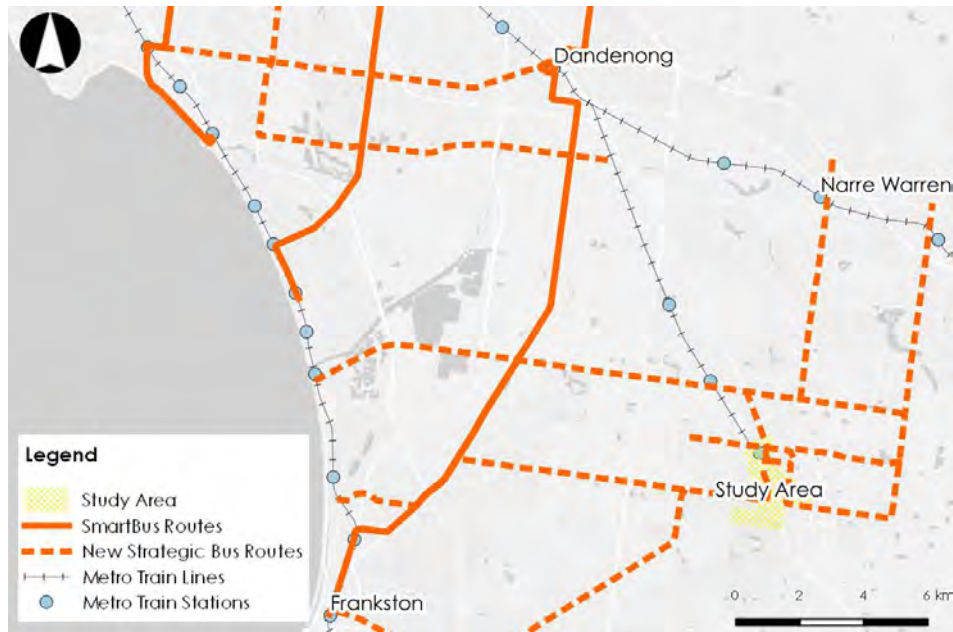 Dandenong
Narre Warren
Study Area
Frankston
Legend
Study Area
SmartBus Routes
New Strategic Bus Routes
Metro Train Lines
Metro Train Stations
0 2 4 6 km